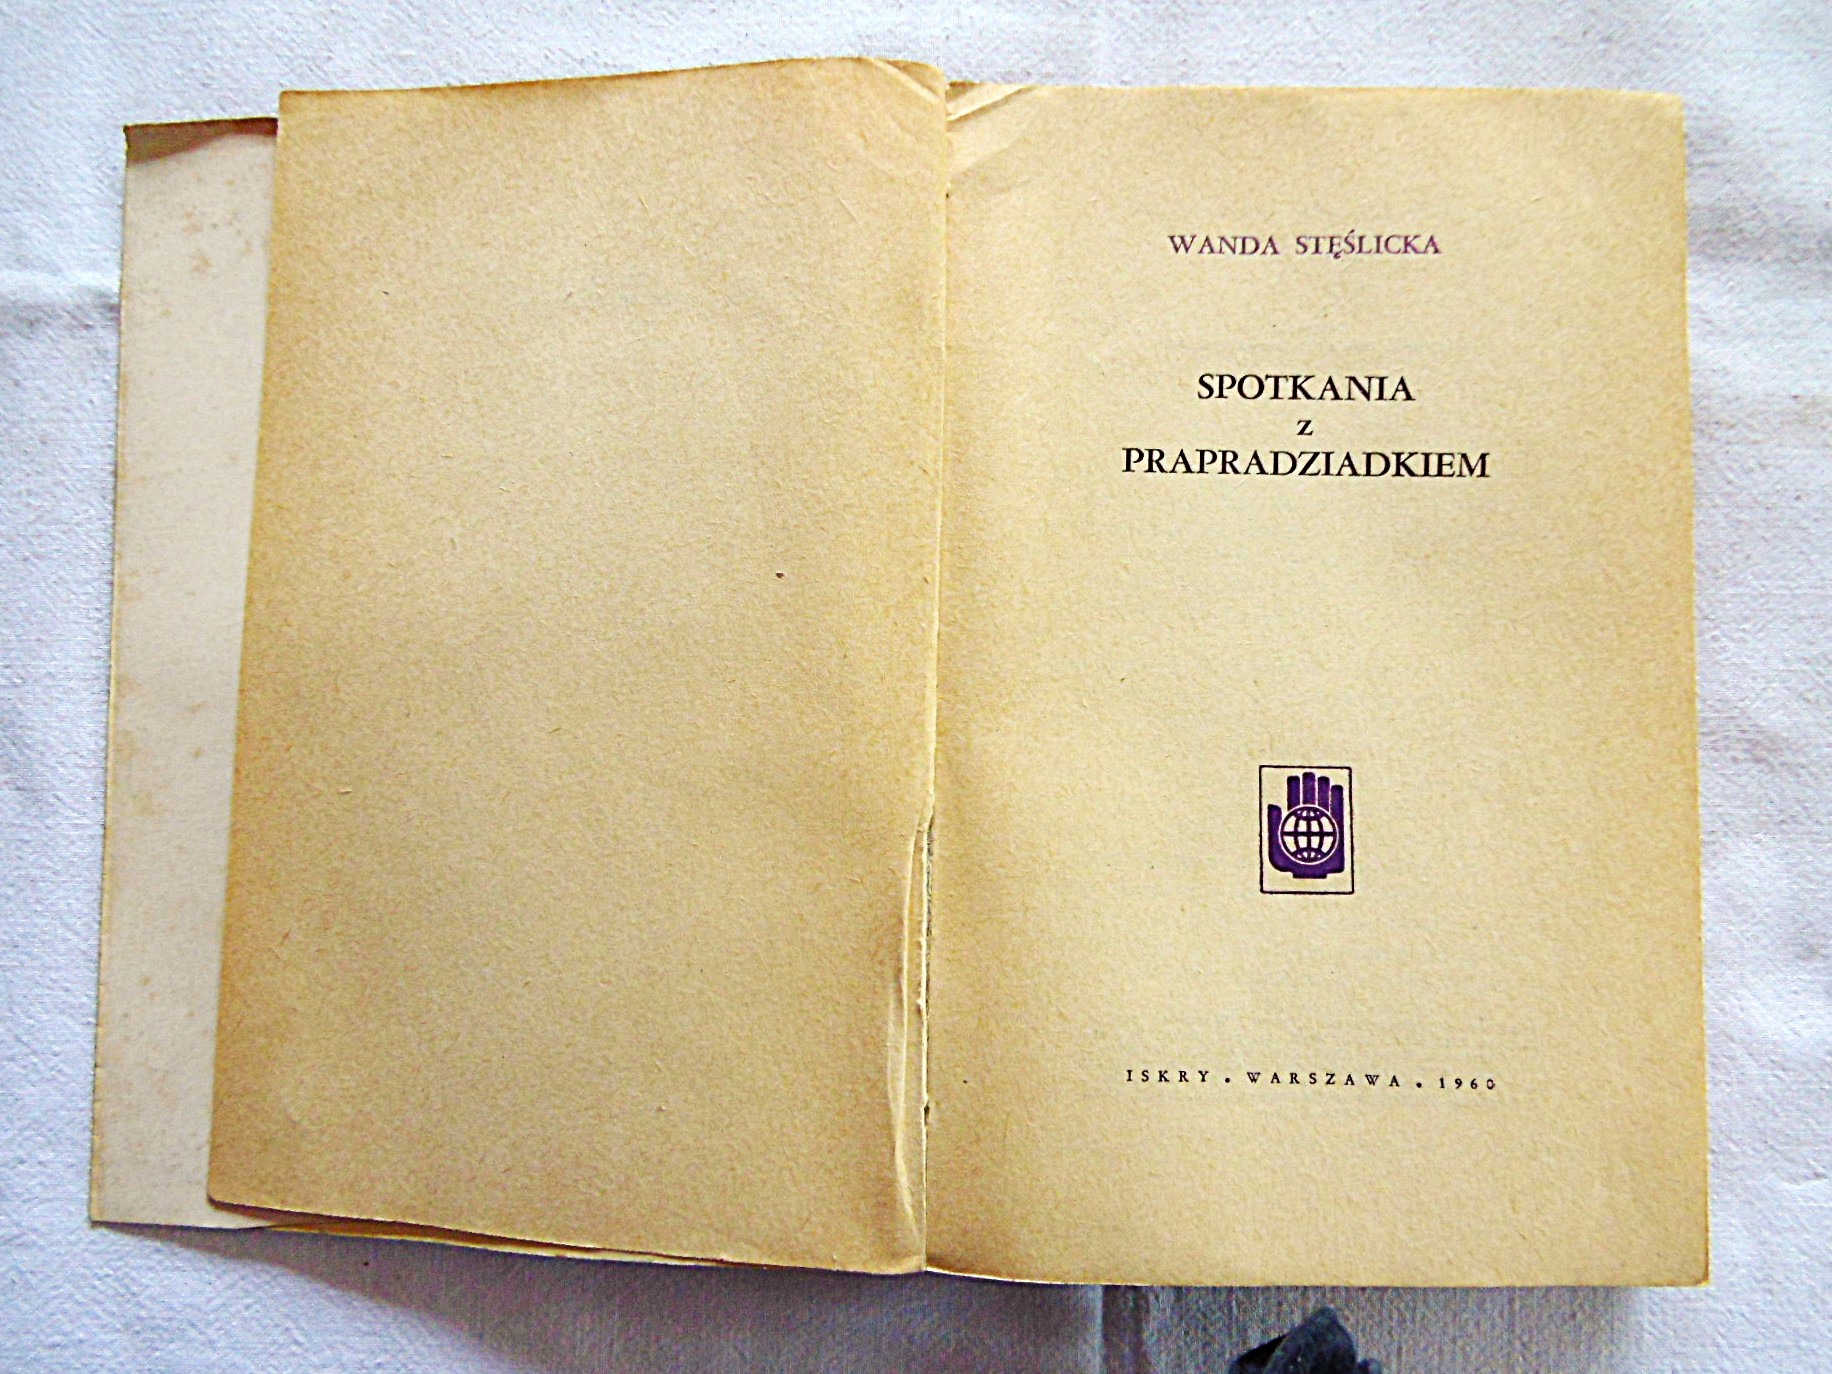 WANDA STĘŚLICKA
SPOTKANIA
z
PRAPRADZIADKIEM
ISKRY . WARSZAWA . 1960